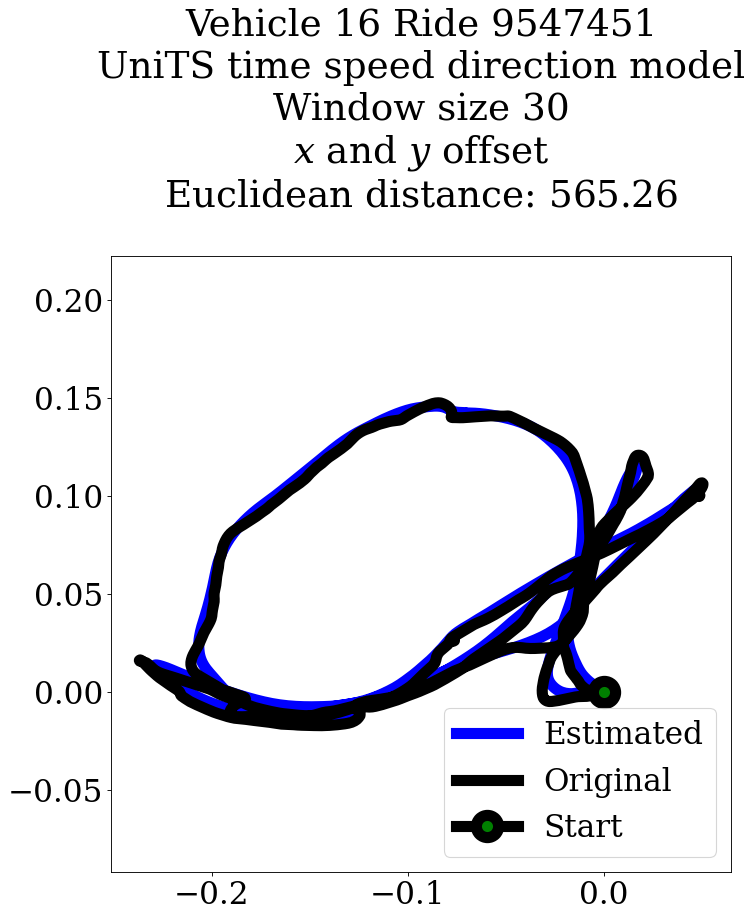 Vehicle 16 Ride 9547451
UniTS time speed direction model
Window size 30
x and y offset
Euclidean distance: 565.26
0.20
0.15
0.10
0.05
0.00
−0.05
Estimated
Original
Start
−0.2
−0.1
0.0